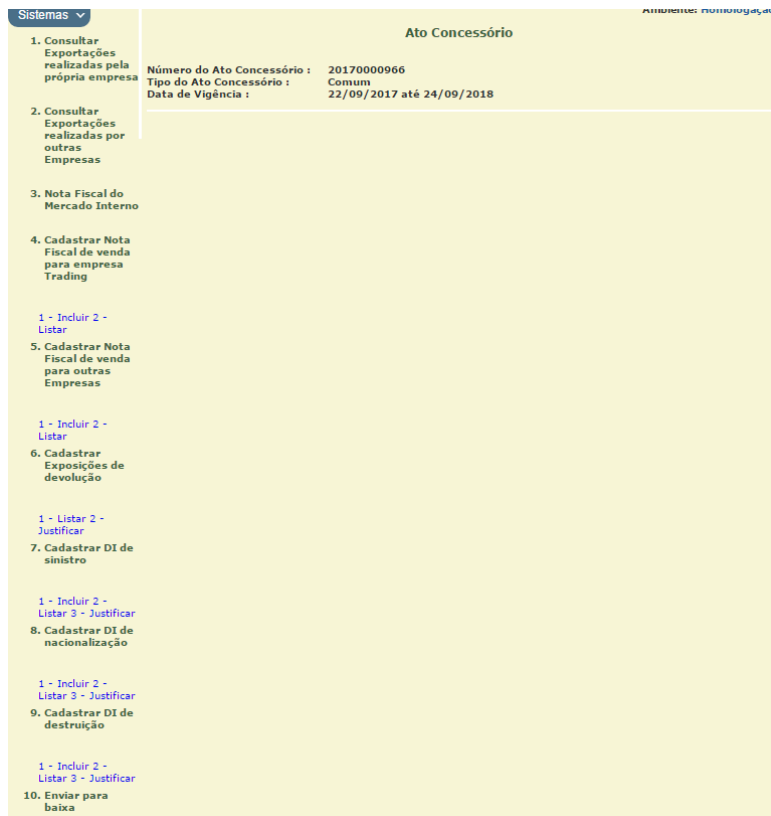 Sistemas
Ambiente: Homologação
Ato Concessório
1. Consultar
Exportações
realizadas pela
própria empresa
Número do Ato Concessório : 20170000966
Tipo do Ato Concessório : Comum
Data de Vigência : 22/09/2017 até 24/09/2018
2. Consultar
Exportações
realizadas por
outras
Empresas
3. Nota Fiscal do
Mercado Interno
4. Cadastrar Nota
Fiscal de venda
para empresa
Trading
1 - Incluir 2 -
Listar
5. Cadastrar Nota
Fiscal de venda
para outras
Empresas
1 - Incluir 2 -
Listar
6. Cadastrar
Exposições de
devolução
1 - Listar 2 -
Justificar
7. Cadastrar DI de
sinistro
1 - Incluir 2 -
Listar 3 - Justificar
8. Cadastrar DI de
nacionalização
1 - Incluir 2 -
Listar 3 - Justificar
9. Cadastrar DI de
destruição
1 - Incluir 2 -
Listar 3 - Justificar
10. Enviar para
baixa